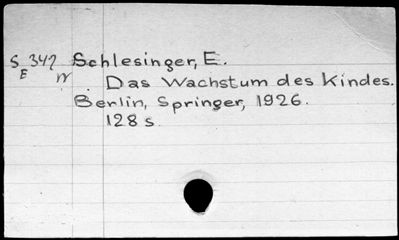 S 347 Schlesinger, E.
E
W . Das Wachstum des Kindes.
Berlin, Springer, 1926.
128 s